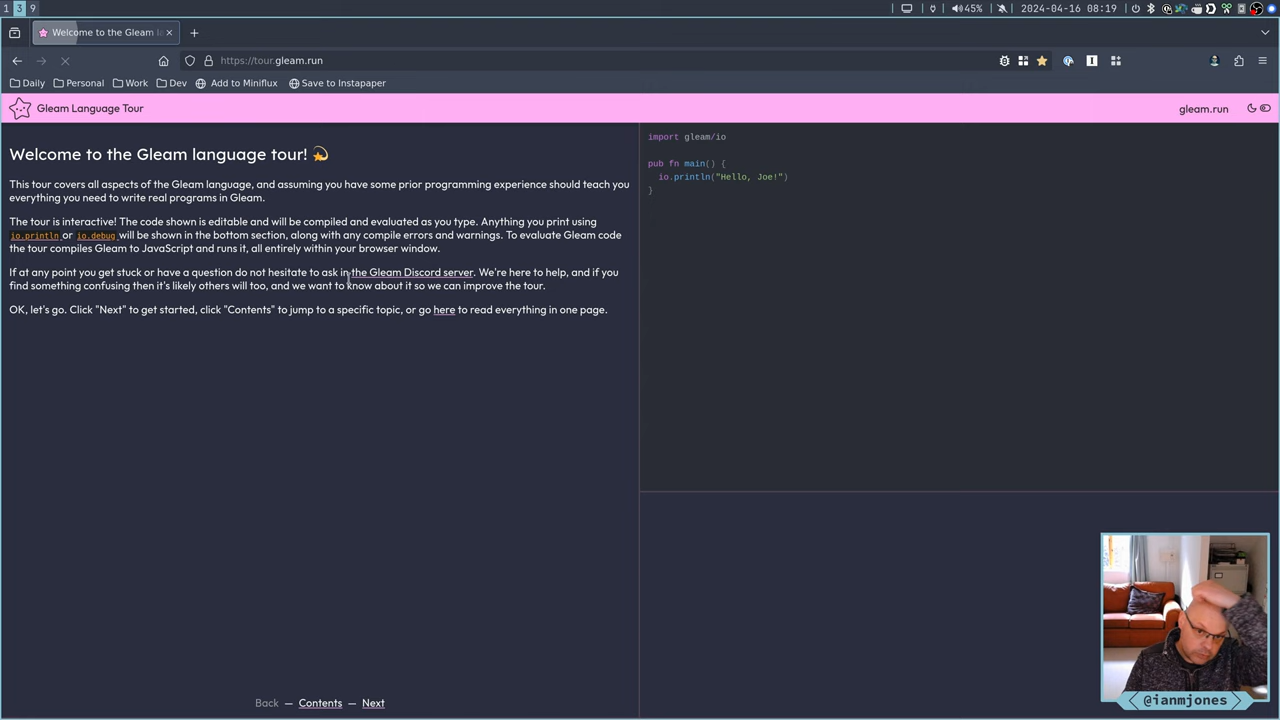 1 3 9
45% 2024-04-16 08:19
Welcome to the Gleam la
https://tour.gleam.run
Daily Personal Work Dev Add to Miniflux Save to Instapaper
Gleam Language Tour
gleam.run
Welcome to the Gleam language tour! 💫
This tour covers all aspects of the Gleam language, and assuming you have some prior programming experience should teach you
everything you need to write real programs in Gleam.
The tour is interactive! The code shown is editable and will be compiled and evaluated as you type. Anything you print using
io.println or io.debug will be shown in the bottom section, along with any compile errors and warnings. To evaluate Gleam code
the tour compiles Gleam to JavaScript and runs it, all entirely within your browser window.
If at any point you get stuck or have a question do not hesitate to ask in the Gleam Discord server. We're here to help, and if you
find something confusing then it's likely others will too, and we want to know about it so we can improve the tour.
OK, let's go. Click "Next" to get started, click "Contents" to jump to a specific topic, or go here to read everything in one page.
Back — Contents — Next
import gleam/io
pub fn main() {
io.println("Hello, Joe!")
}
@ianmjones